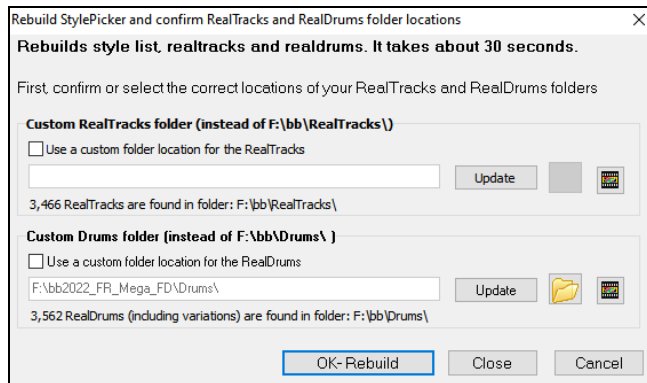 Rebuild StylePicker and confirm RealTracks and RealDrums folder locations
Rebuilds style list, realtracks and realdrums. It takes about 30 seconds.
First, confirm or select the correct locations of your RealTracks and RealDrums folders
Custom RealTracks folder (instead of F:\bb\RealTracks\)
Use a custom folder location for the RealTracks
Update
3,466 RealTracks are found in folder: F:\bb\RealTracks\
Custom Drums folder (instead of F:\bb\Drums\ )
Use a custom folder location for the RealDrums
F:\bb2022_FR_Mega_FD\Drums\ Update
3,562 RealDrums (including variations) are found in folder: F:\bb\Drums\
OK- Rebuild Close Cancel